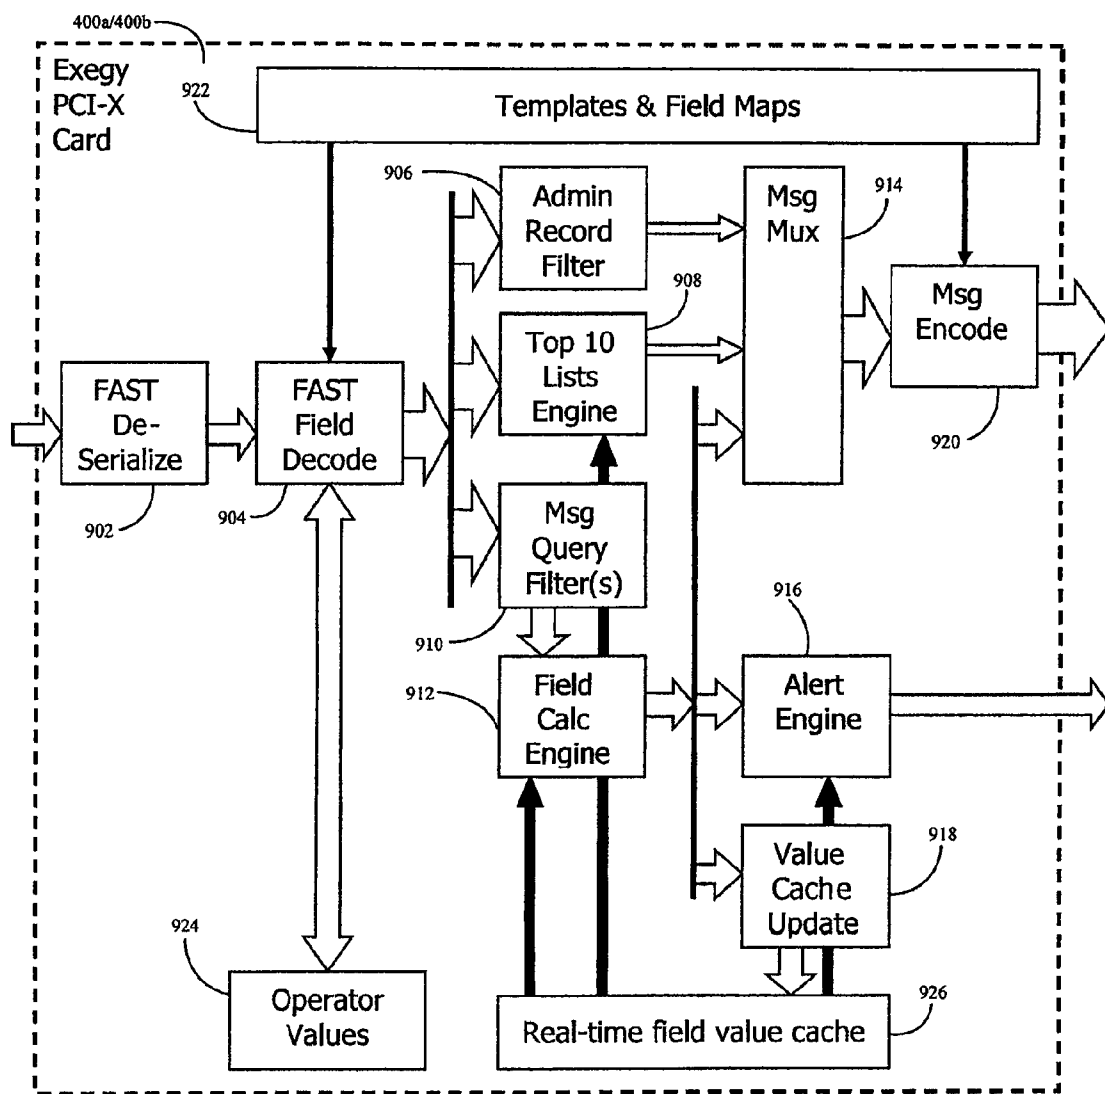 400a/400b
Exegy
PCI-X
Card
922
Templates & Field Maps
906
Admin
Record
Filter
Msg
Mux
914
908
Msg
Encode
920
FAST
De-
Serialize
902
FAST
Field
Decode
904
Top 10
Lists
Engine
Msg
Query
Filter(s)
910
916
912
Field
Calc
Engine
Alert
Engine
Value
Cache
Update
918
924
Operator
Values
Real-time field value cache
926